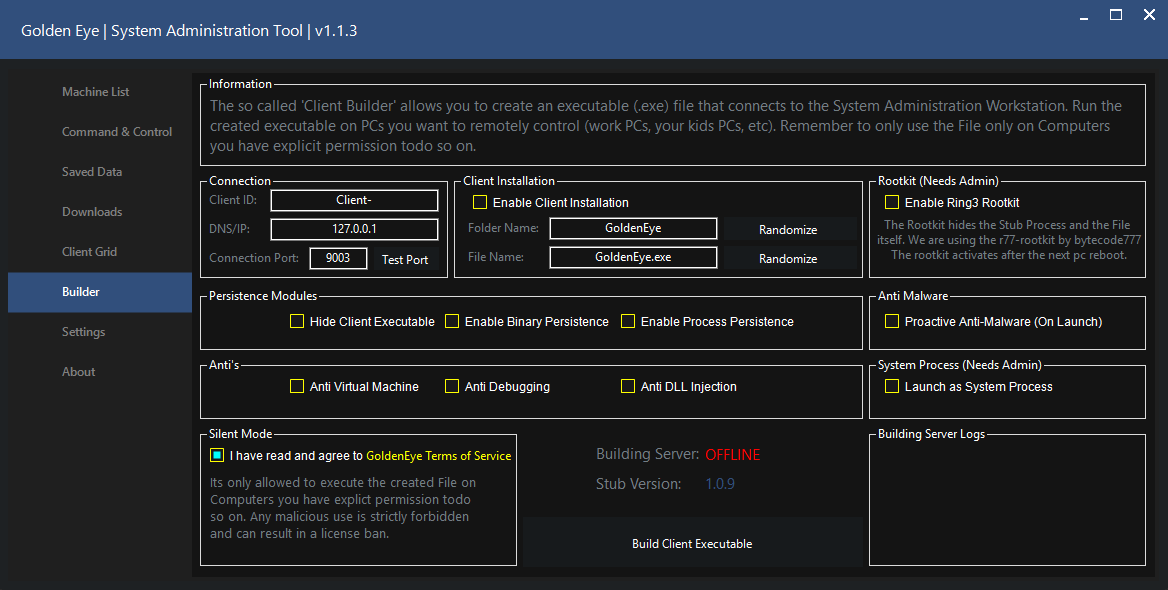 Golden Eye | System Administration Tool | v1.1.3
Machine List
Command & Control
Saved Data
Downloads
Client Grid
Builder
Settings
About
Information
The so called 'Client Builder' allows you to create an executable (.exe) file that connects to the System Administration Workstation. Run the
created executable on PCs you want to remotely control (work PCs, your kids PCs, etc). Remember to only use the File only on Computers
you have explicit permission todo so on.
Connection
Client ID: Client-
DNS/IP: 127.0.0.1
Connection Port: 9003 Test Port
Client Installation
Enable Client Installation
Folder Name: GoldenEye Randomize
File Name: GoldenEye.exe Randomize
Rootkit (Needs Admin)
Enable Ring3 Rootkit
The Rootkit hides the Stub Process and the File
itself. We are using the r77-rootkit by bytecode777
The rootkit activates after the next pc reboot.
Persistence Modules
Hide Client Executable Enable Binary Persistence Enable Process Persistence
Anti Malware
Proactive Anti-Malware (On Launch)
Anti's
Anti Virtual Machine Anti Debugging Anti DLL Injection
System Process (Needs Admin)
Launch as System Process
Silent Mode
I have read and agree to GoldenEye Terms of Service
Its only allowed to execute the created File on
Computers you have explict permission todo
so on. Any malicious use is strictly forbidden
and can result in a license ban.
Building Server: OFFLINE
Stub Version: 1.0.9
Build Client Executable
Building Server Logs